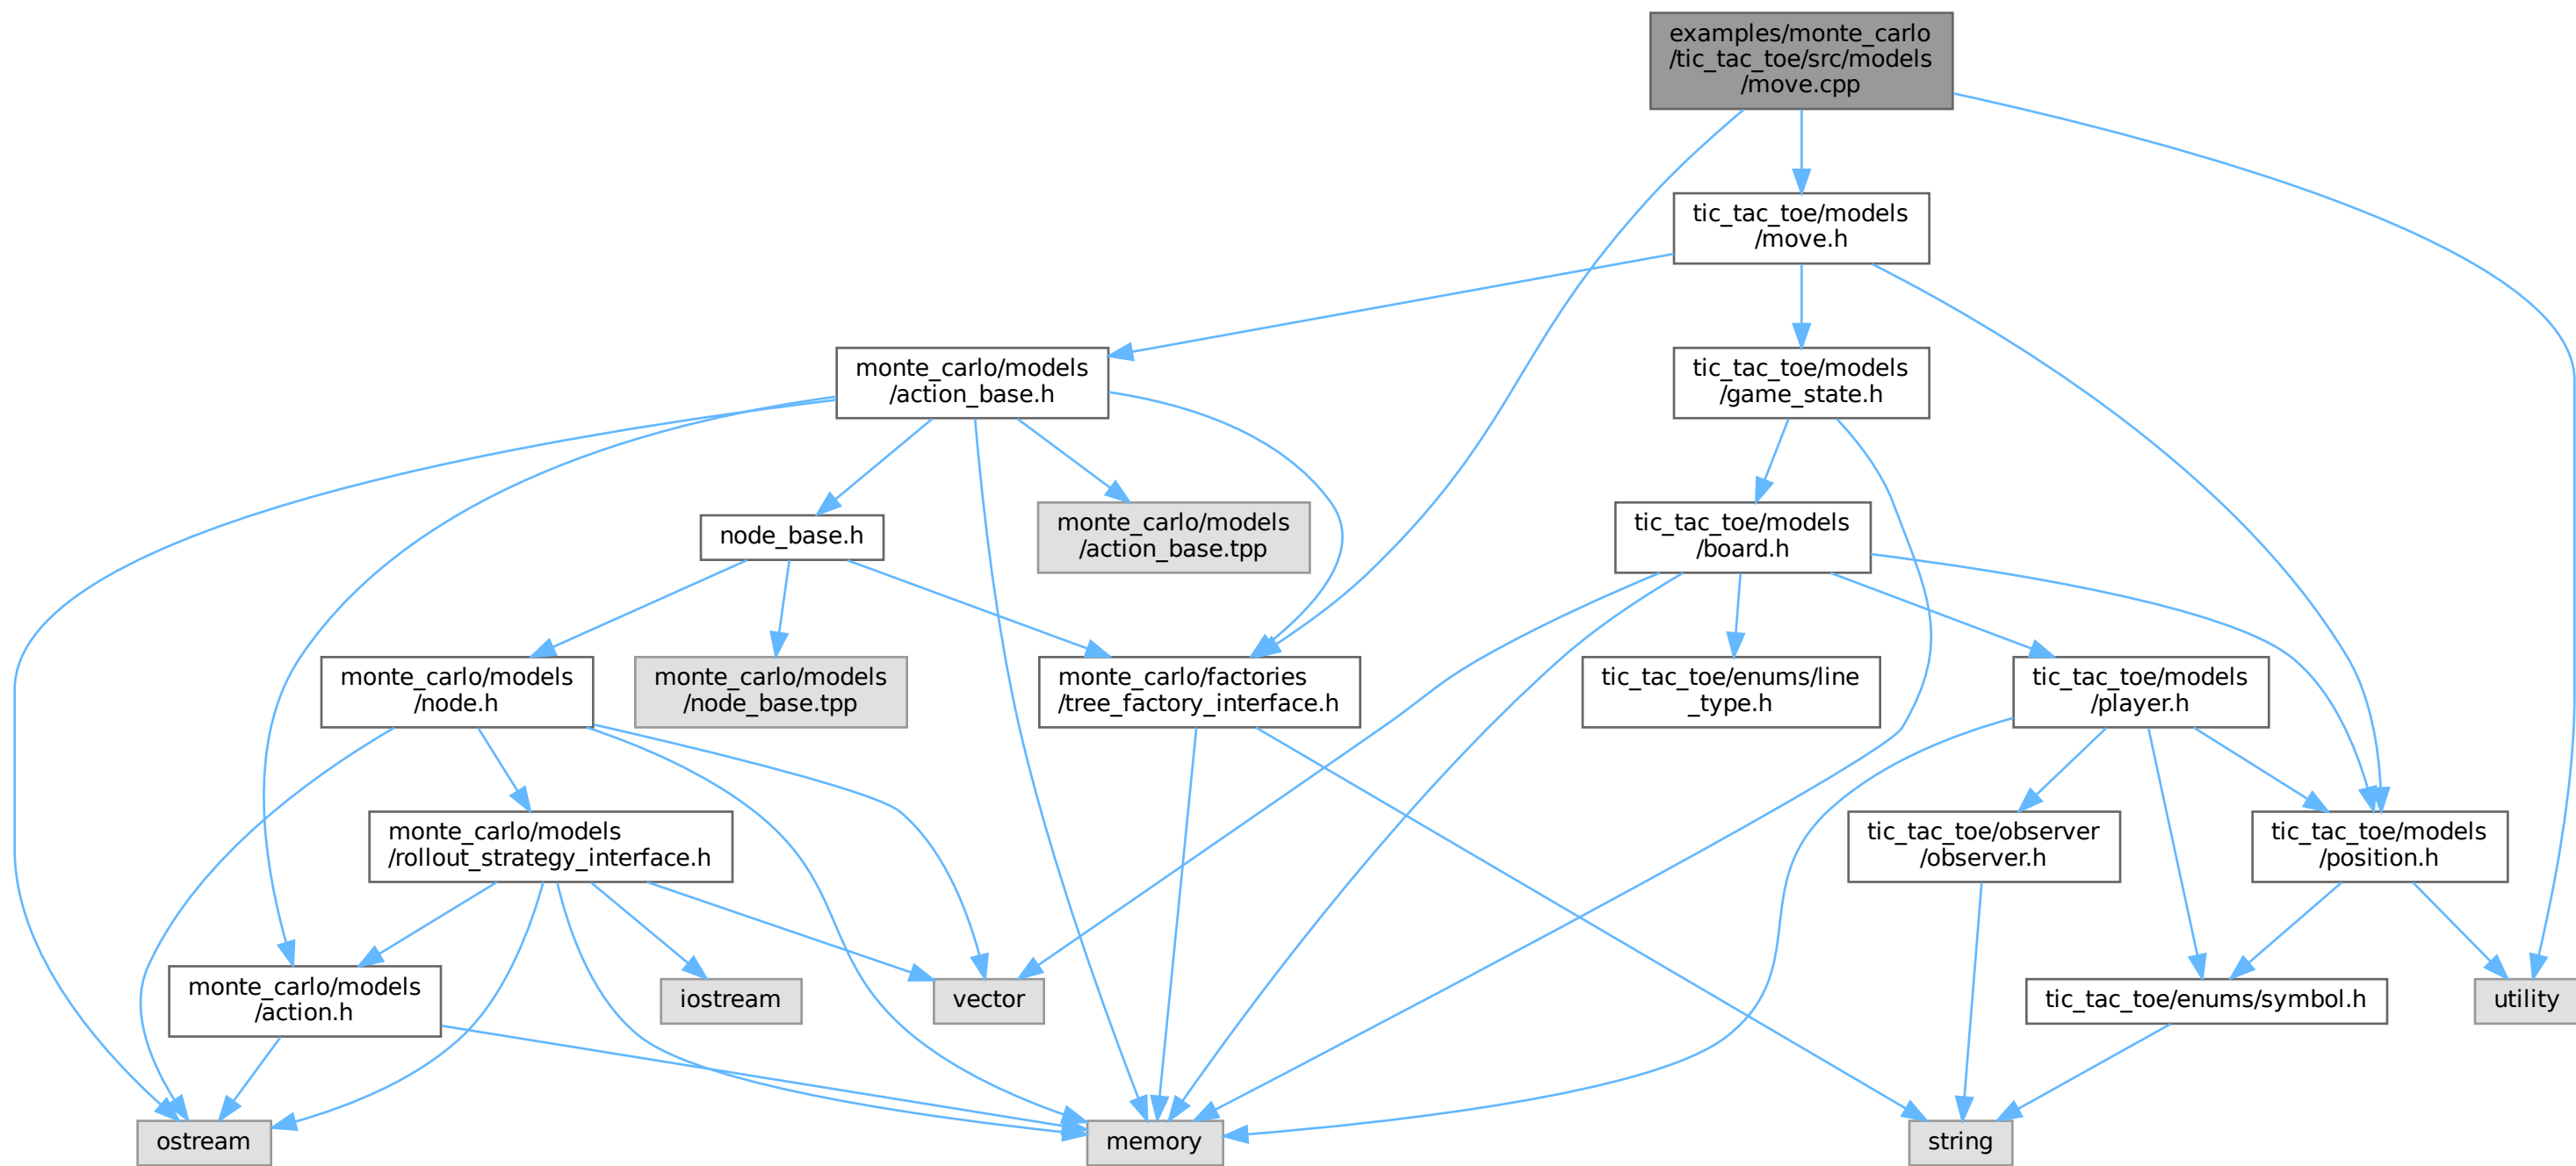 examples/monte_carlo
/tic_tac_toe/src/models
/move.cpp
tic_tac_toe/models
/move.h
monte_carlo/models
/action_base.h
tic_tac_toe/models
/game_state.h
node_base.h
monte_carlo/models
/action_base.tpp
tic_tac_toe/models
/board.h
monte_carlo/models
/node.h
monte_carlo/models
/node_base.tpp
monte_carlo/factories
/tree_factory_interface.h
tic_tac_toe/enums/line
_type.h
tic_tac_toe/models
/player.h
monte_carlo/models
/rollout_strategy_interface.h
tic_tac_toe/observer
/observer.h
tic_tac_toe/models
/position.h
monte_carlo/models
/action.h
iostream
vector
tic_tac_toe/enums/symbol.h
utility
ostream
memory
string